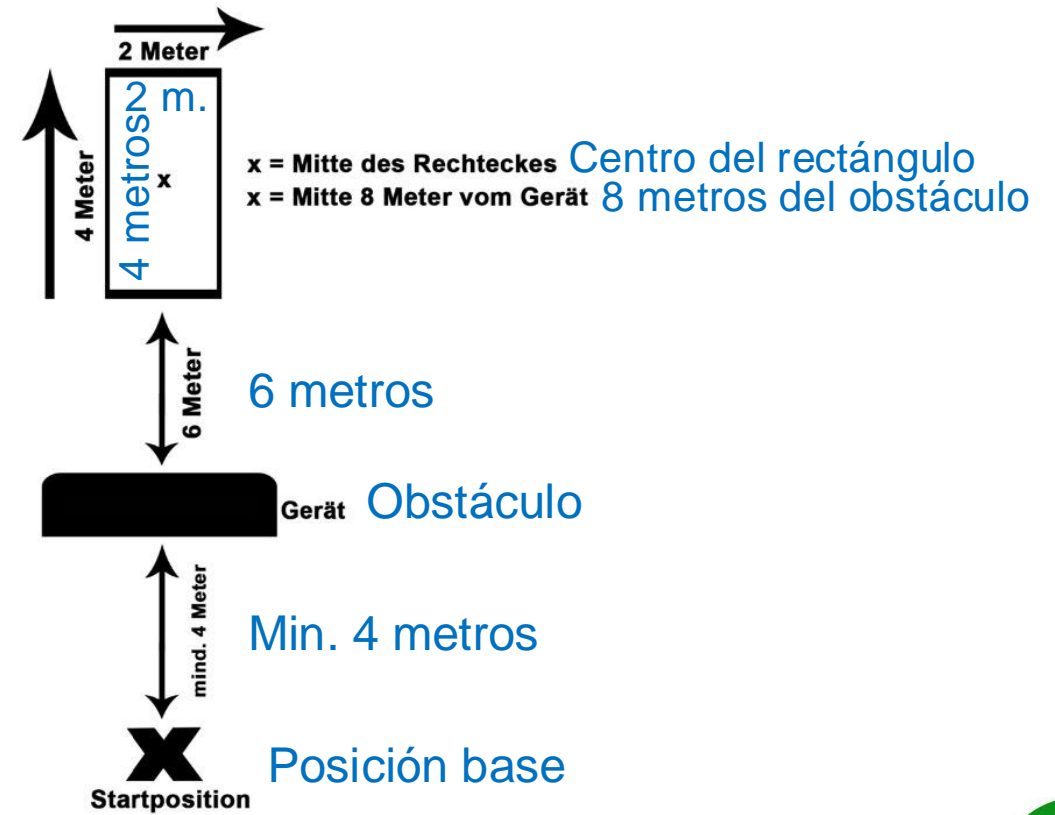 2 Meter
2 m.
4 Meter
4 metros
x
x = Mitte des Rechteckes Centro del rectángulo
x = Mitte 8 Meter vom Gerät 8 metros del obstáculo
6 Meter
6 metros
Gerät Obstáculo
mind. 4 Meter
Min. 4 metros
X
Startposition
Posición base